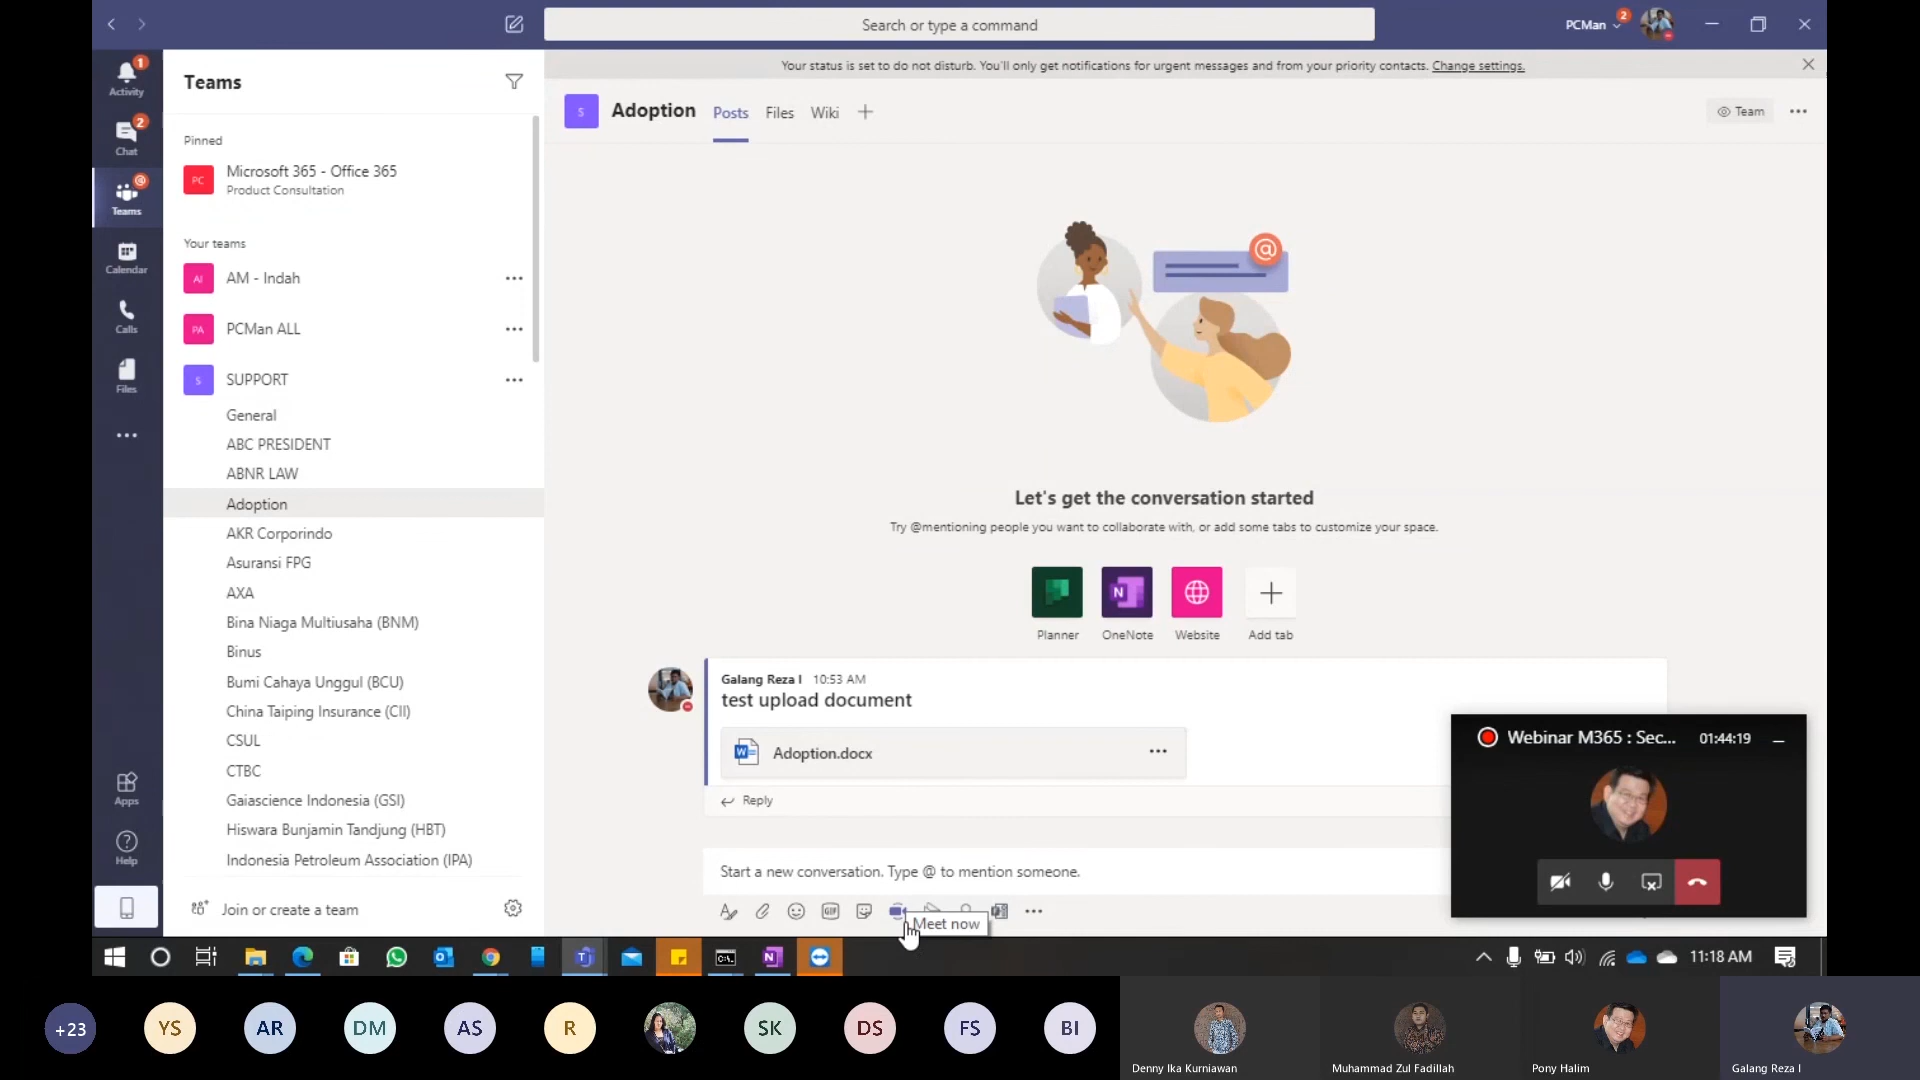 Search or type a command
PCMan
2
Your status is set to do not disturb. You'll only get notifications for urgent messages and from your priority contacts. Change settings.
1
Activity
2
Chat
@
Teams
Calendar
Calls
Files
Apps
Help
Teams
Pinned
PC
Microsoft 365 - Office 365
Product Consultation
Your teams
AI
AM - Indah
PA
PCMan ALL
S
SUPPORT
General
ABC PRESIDENT
ABNR LAW
Adoption
AKR Corporindo
Asuransi FPG
AXA
Bina Niaga Multiusaha (BNM)
Binus
Bumi Cahaya Unggul (BCU)
China Taiping Insurance (CII)
CSUL
CTBC
Gaiascience Indonesia (GSI)
Hiswara Bunjamin Tandjung (HBT)
Indonesia Petroleum Association (IPA)
Join or create a team
S
Adoption
Posts
Files
Wiki
Team
@
Let's get the conversation started
Try @mentioning people you want to collaborate with, or add some tabs to customize your space.
N
Planner
OneNote
Website
Add tab
Galang Reza I 10:53 AM
test upload document
W
Adoption.docx
Reply
Start a new conversation. Type @ to mention someone.
GIF
Meet now
Webinar M365 : Sec...
01:44:19
11:18 AM
+23
YS
AR
DM
AS
R
SK
DS
FS
BI
Denny Ika Kurniawan
Muhammad Zul Fadillah
Pony Halim
Galang Reza I